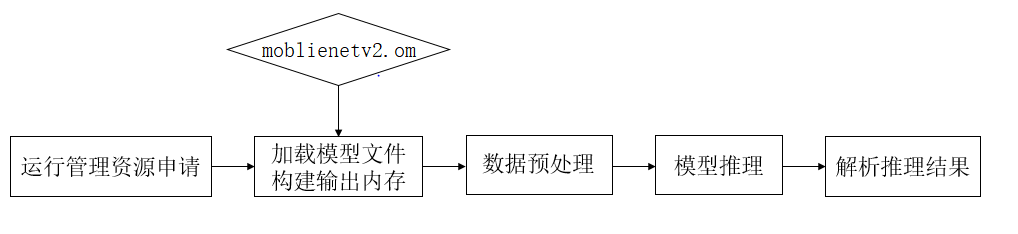 moblienetv2.om
运行管理资源申请
加载模型文件
构建输出内存
数据预处理
模型推理
解析推理结果